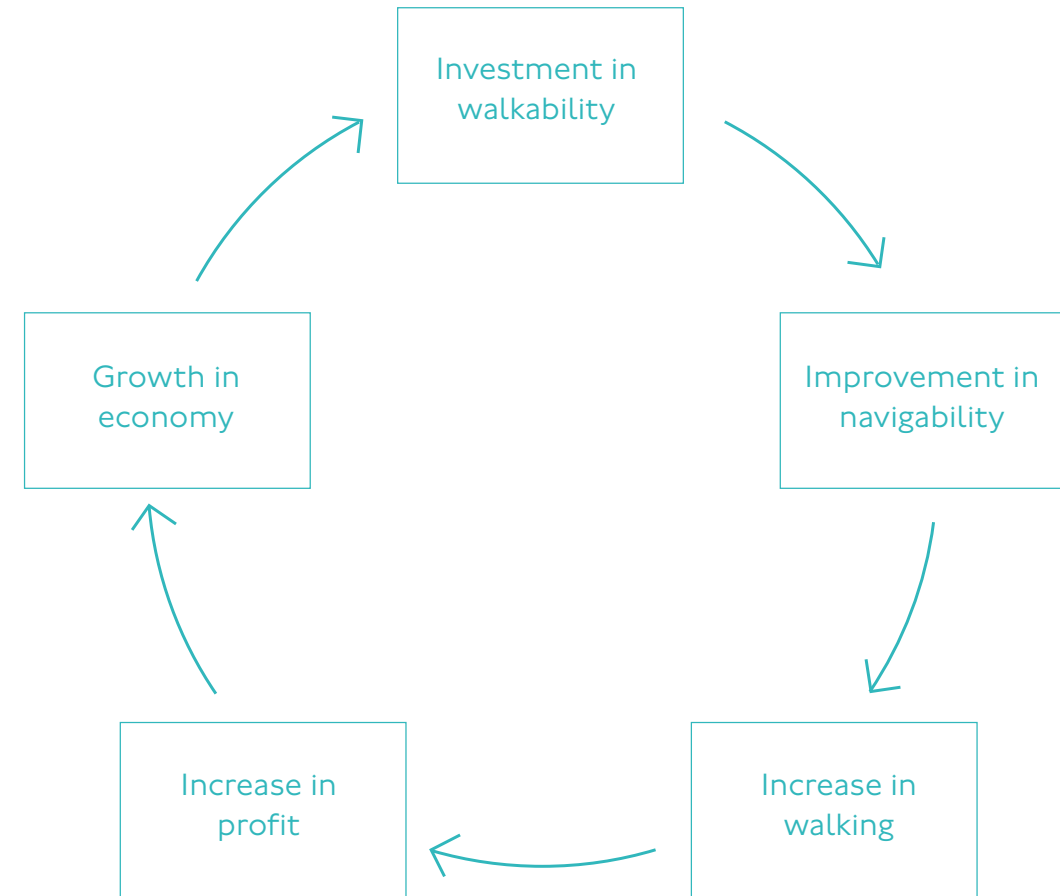 Investment in
walkability
Improvement in
navigability
Increase in
walking
Increase in
profit
Growth in
economy